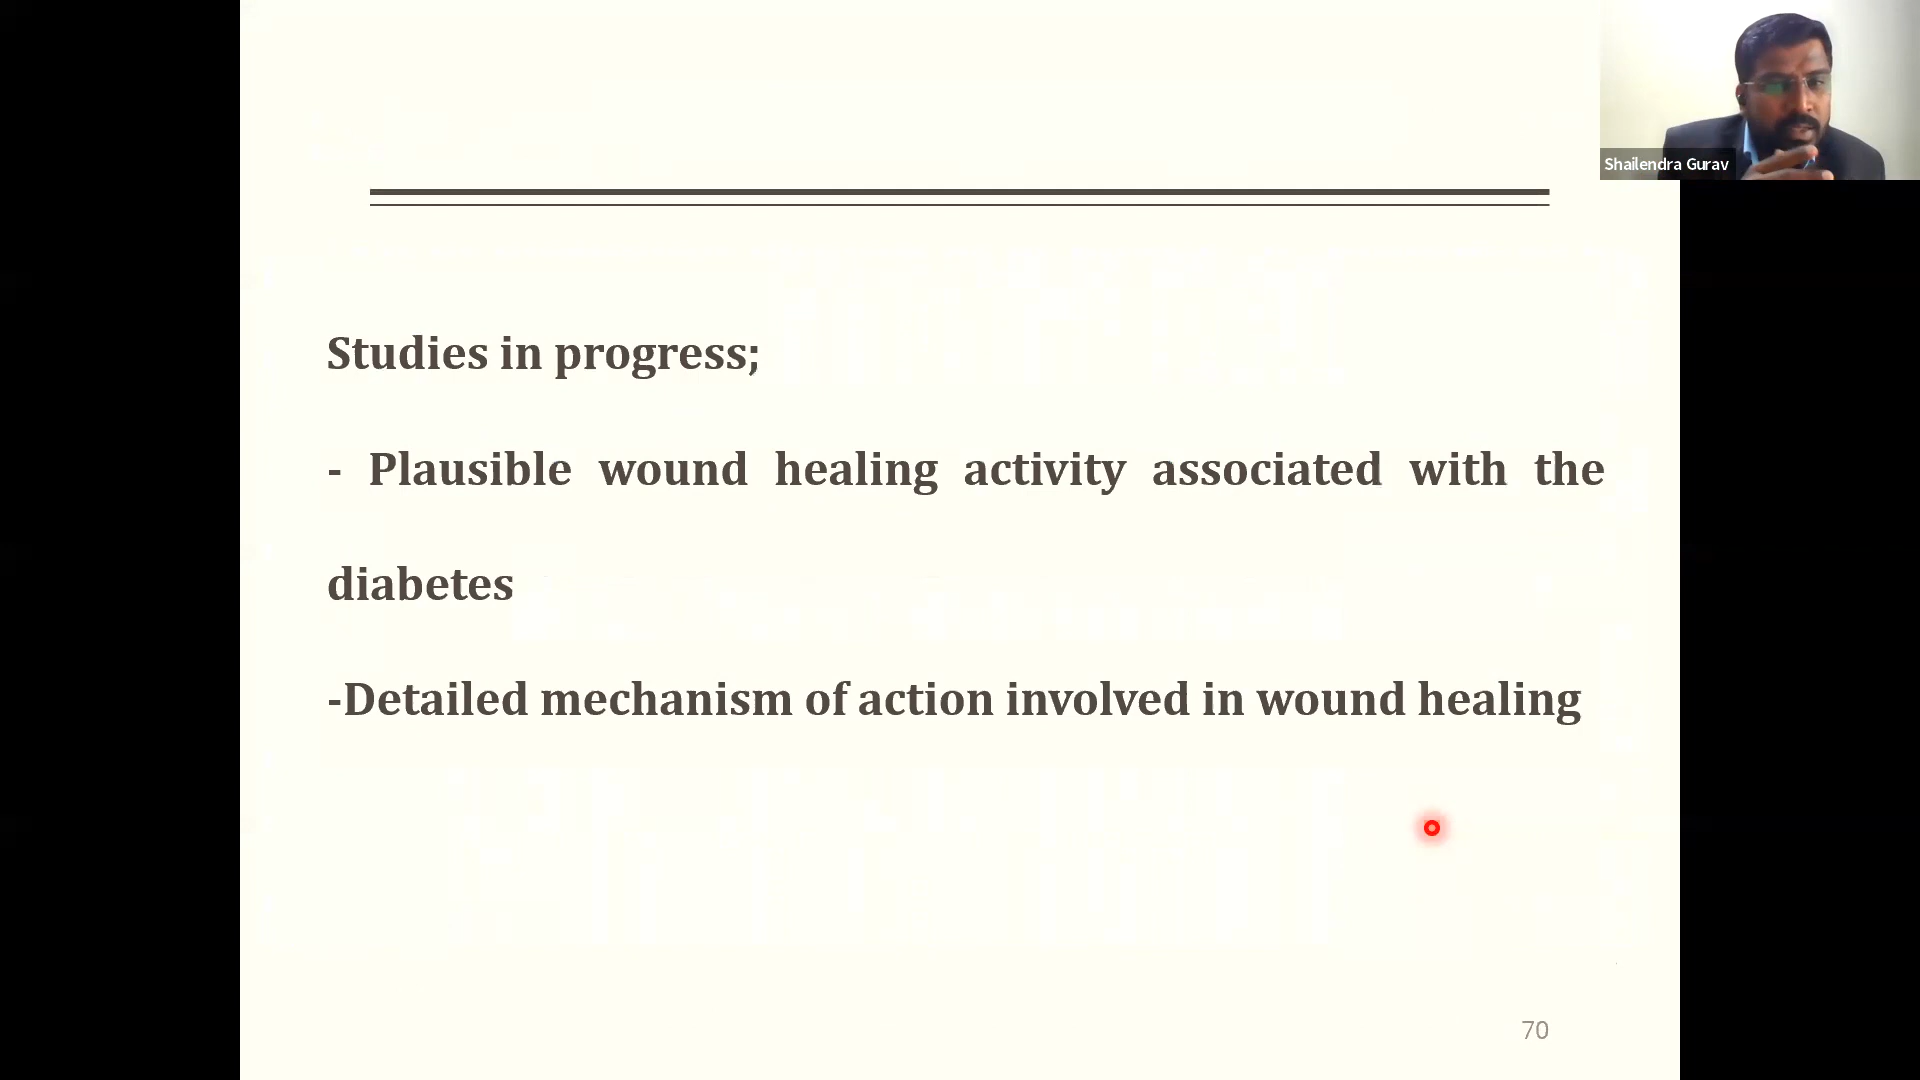 Shailendra Gurav
Studies in progress;
- Plausible wound healing activity associated with the
diabetes
-Detailed mechanism of action involved in wound healing
70